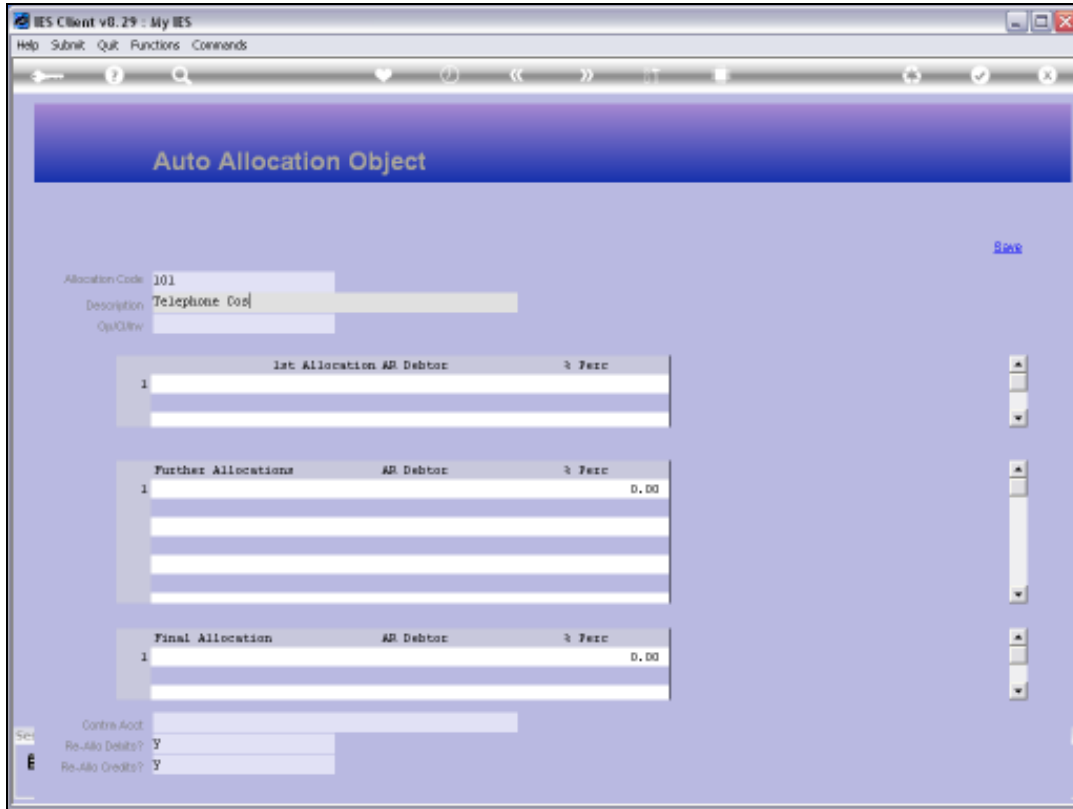 IES Client v8.29 : My IES
Help Submit Quit Functions Commands
Auto Allocation Object
Save
Allocation Code 101
Description Telephone Cos
Op/Cl/Inv
1st Allocation AR Debtor % Perc
1
Further Allocations AR Debtor % Perc
1 0.00
Final Allocation AR Debtor % Perc
1 0.00
Contra Acct
Re-Allo Debits? Y
Re-Allo Credits? Y